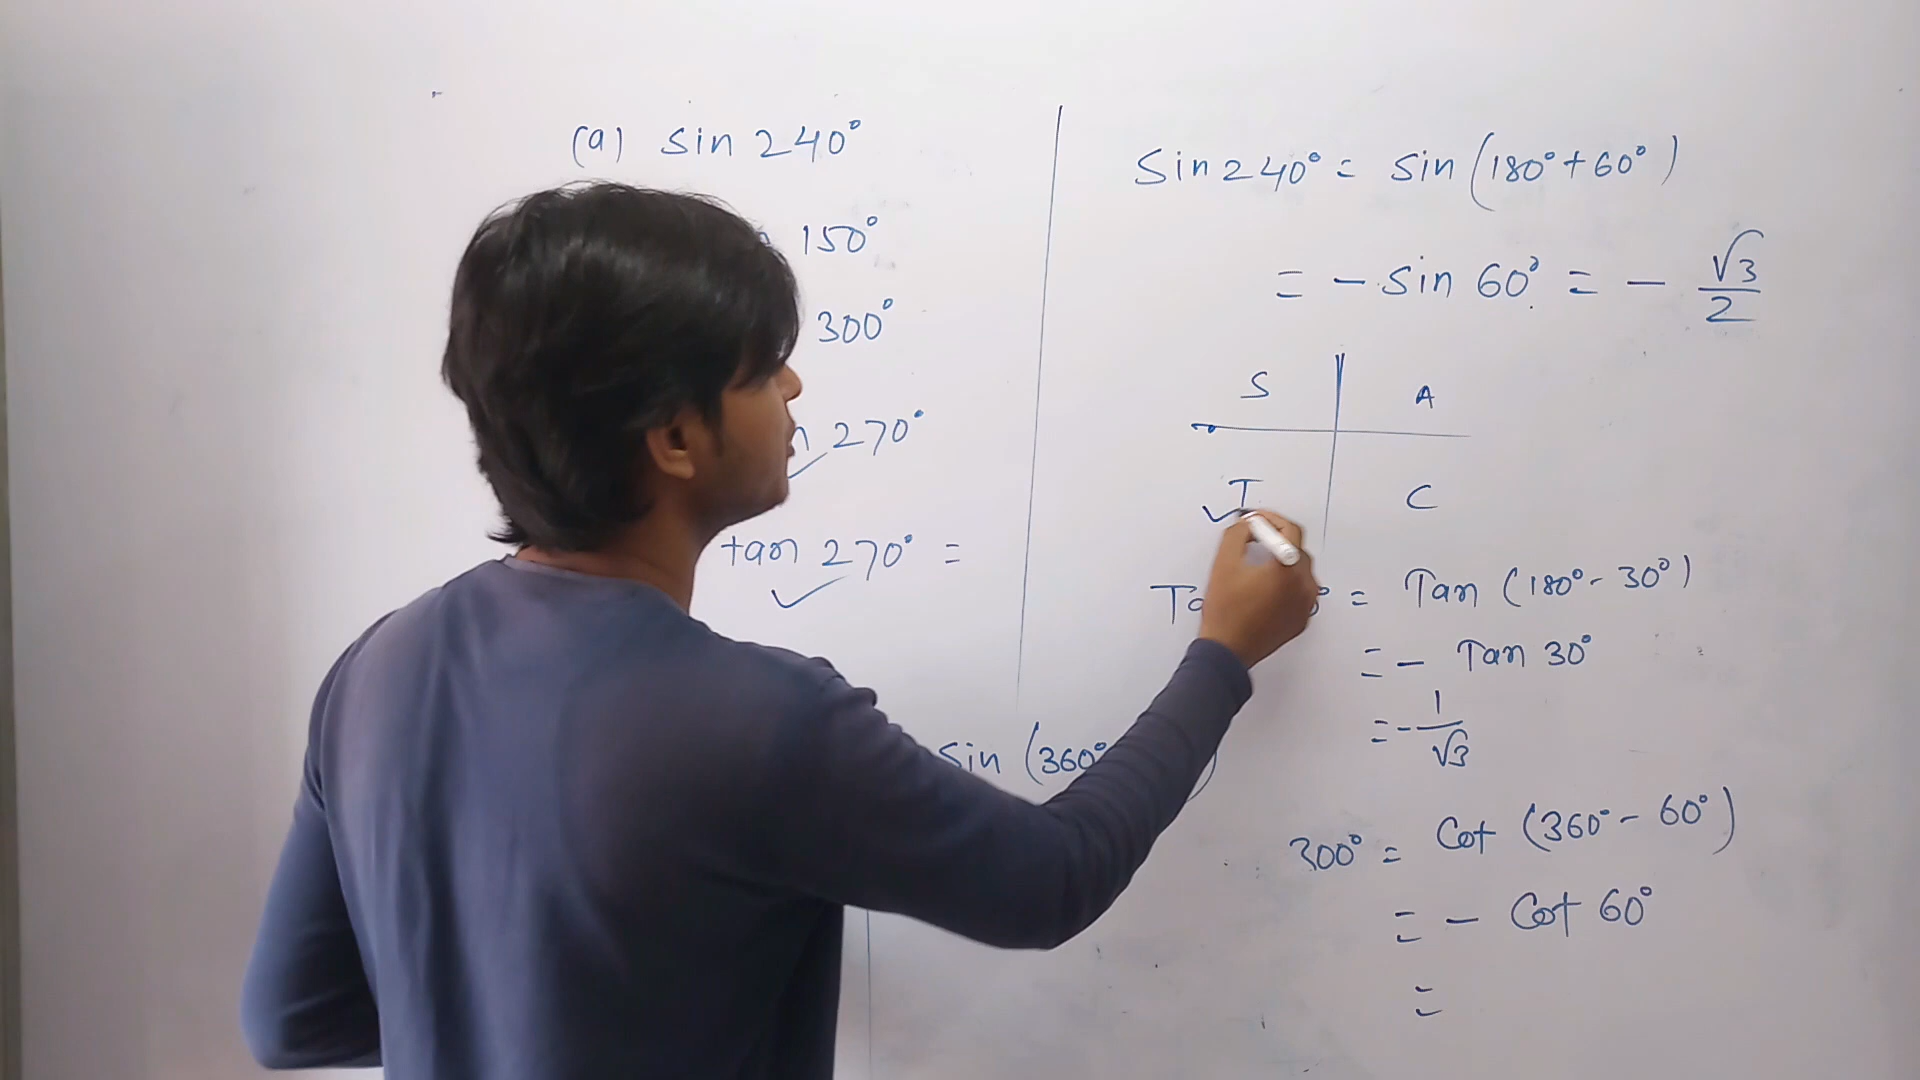 (a) Sin 240°
150°
300°
270°
tan 270° =
Sin (360°
Sin 240° = Sin (180° + 60°)
= - Sin 60° = - √3/2
S A
T C
= Tan (180° - 30°)
= - Tan 30°
= - 1/√3
300° = Cot (360° - 60°)
= - Cot 60°
=